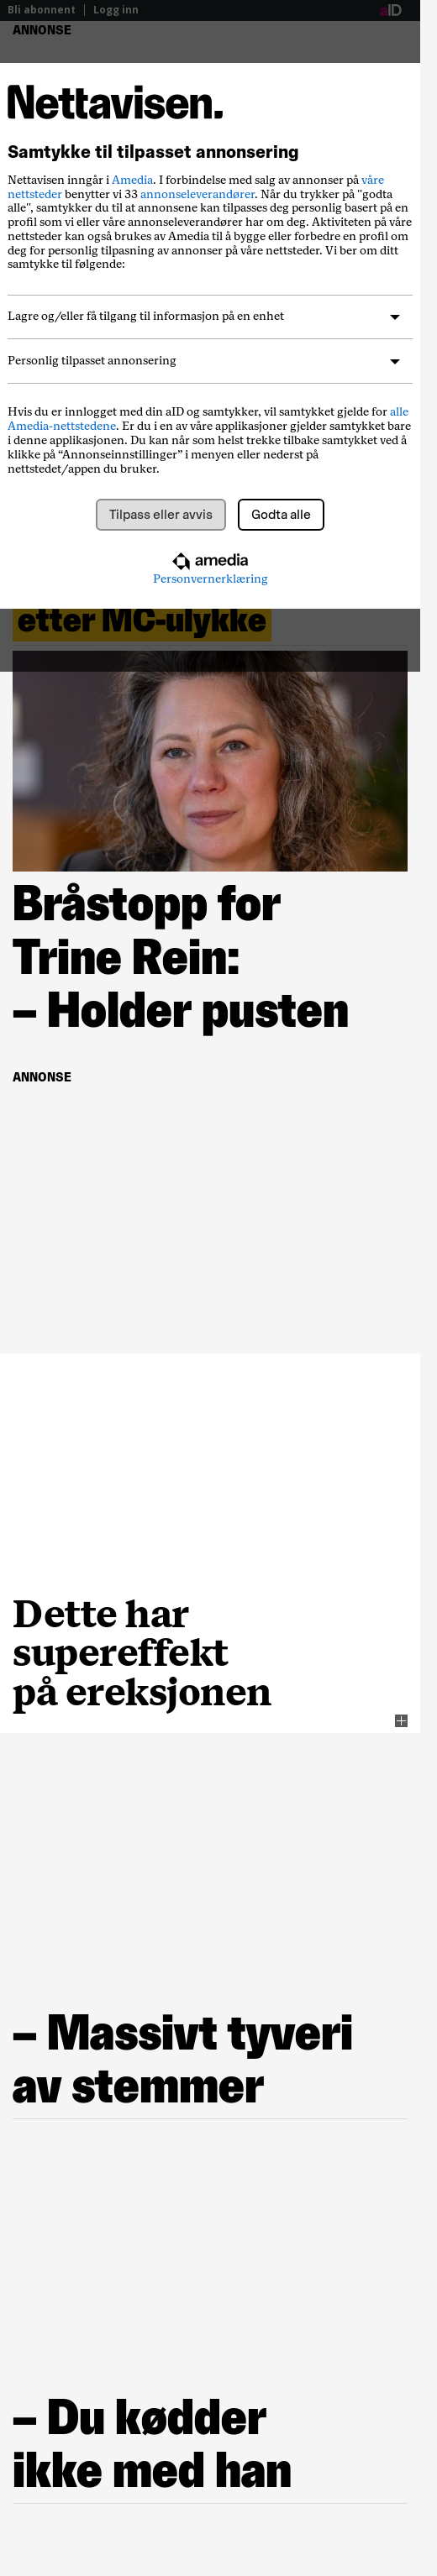 Bli abonnent | Logg inn
aID
ANNONSE
Nettavisen.
Samtykke til tilpasset annonsering
Nettavisen inngår i Amedia. I forbindelse med salg av annonser på våre
nettsteder benytter vi 33 annonseleverandører. Når du trykker på "godta
alle", samtykker du til at annonsene kan tilpasses deg personlig basert på en
profil som vi eller våre annonseleverandører har om deg. Aktiviteten på våre
nettsteder kan også brukes av Amedia til å bygge eller forbedre en profil om
deg for personlig tilpasning av annonser på våre nettsteder. Vi ber om ditt
samtykke til følgende:
Lagre og/eller få tilgang til informasjon på en enhet
Personlig tilpasset annonsering
Hvis du er innlogget med din aID og samtykker, vil samtykket gjelde for alle
Amedia-nettstedene. Er du i en av våre applikasjoner gjelder samtykket bare
i denne applikasjonen. Du kan når som helst trekke tilbake samtykket ved å
klikke på “Annonseinnstillinger” i menyen eller nederst på
nettstedet/appen du bruker.
Tilpass eller avvis
Godta alle
amedia
Personvernerklæring
etter MC-ulykke
Bråstopp for
Trine Rein:
– Holder pusten
ANNONSE
Dette har
supereffekt
på ereksjonen
– Massivt tyveri
av stemmer
– Du kødder
ikke med han